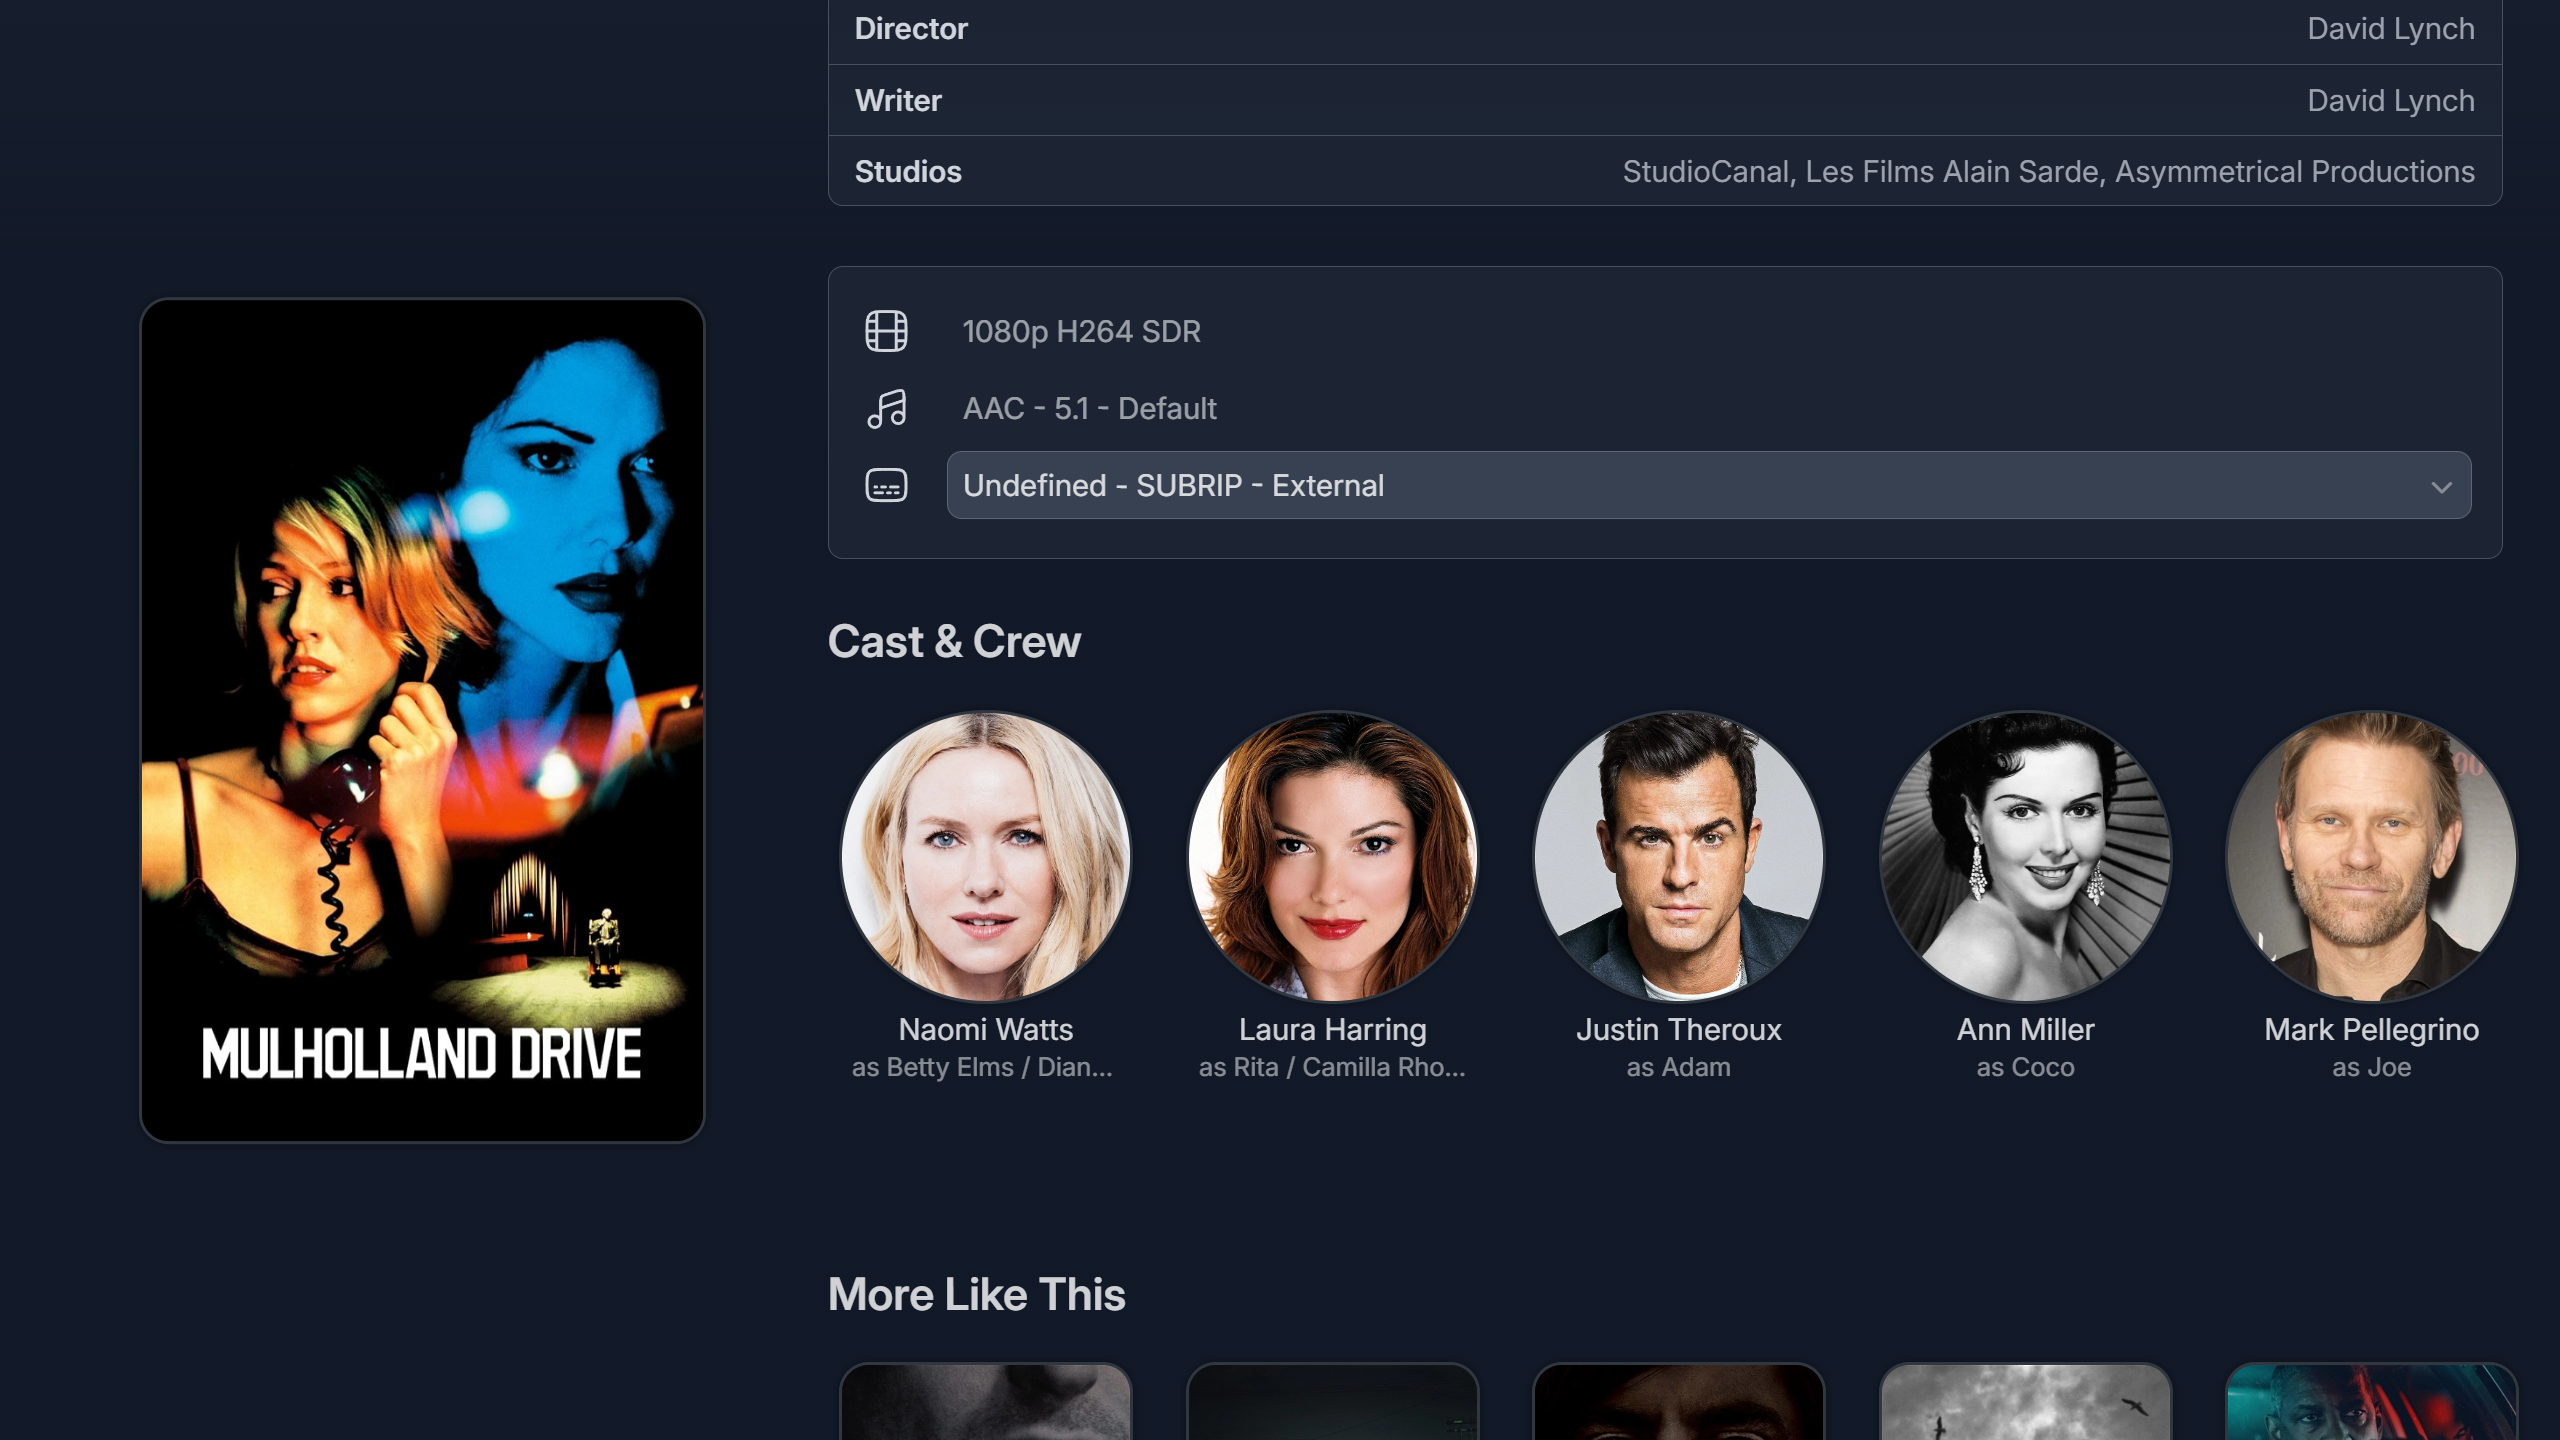 Director
David Lynch
Writer
David Lynch
Studios
StudioCanal, Les Films Alain Sarde, Asymmetrical Productions
1080p H264 SDR
AAC - 5.1 - Default
Undefined - SUBRIP - External
MULHOLLAND DRIVE
Cast & Crew
Naomi Watts
as Betty Elms / Dian...
Laura Harring
as Rita / Camilla Rho...
Justin Theroux
as Adam
Ann Miller
as Coco
Mark Pellegrino
as Joe
More Like This